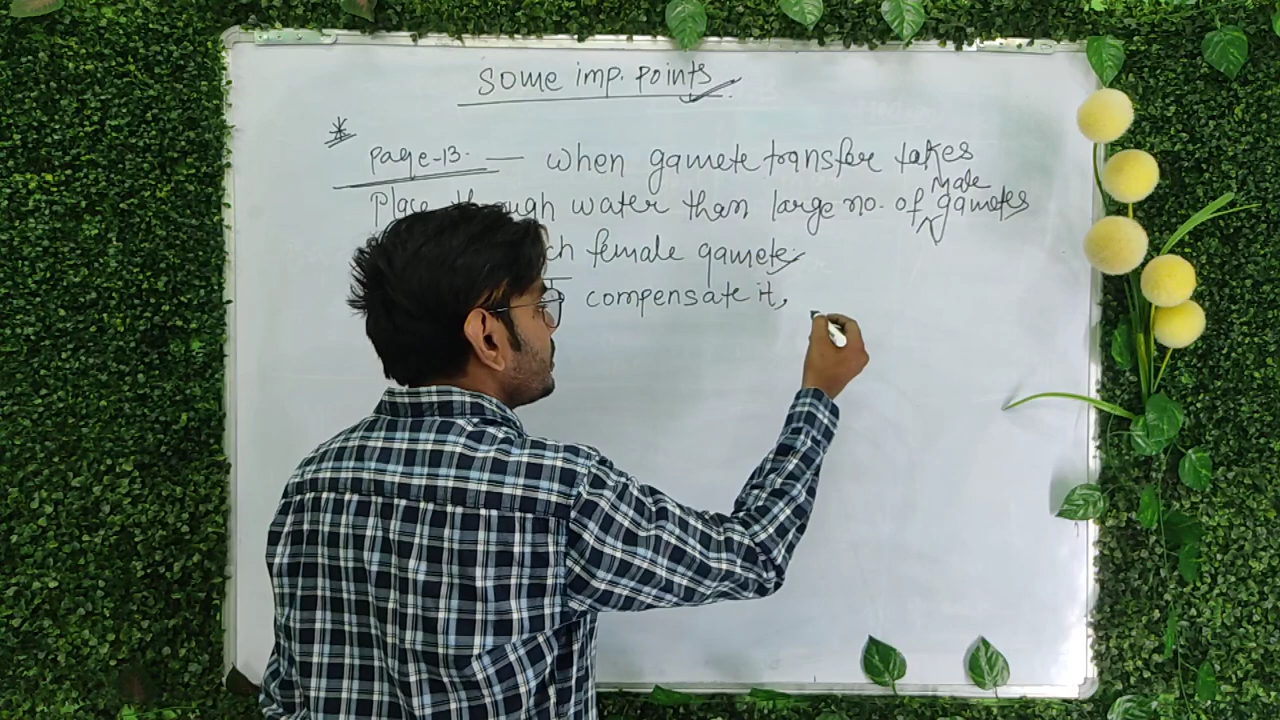 Some imp. points
* Page-13. — when gamete transfer takes
Place through water than large no. of male gametes
ch female gamete
compensate it,